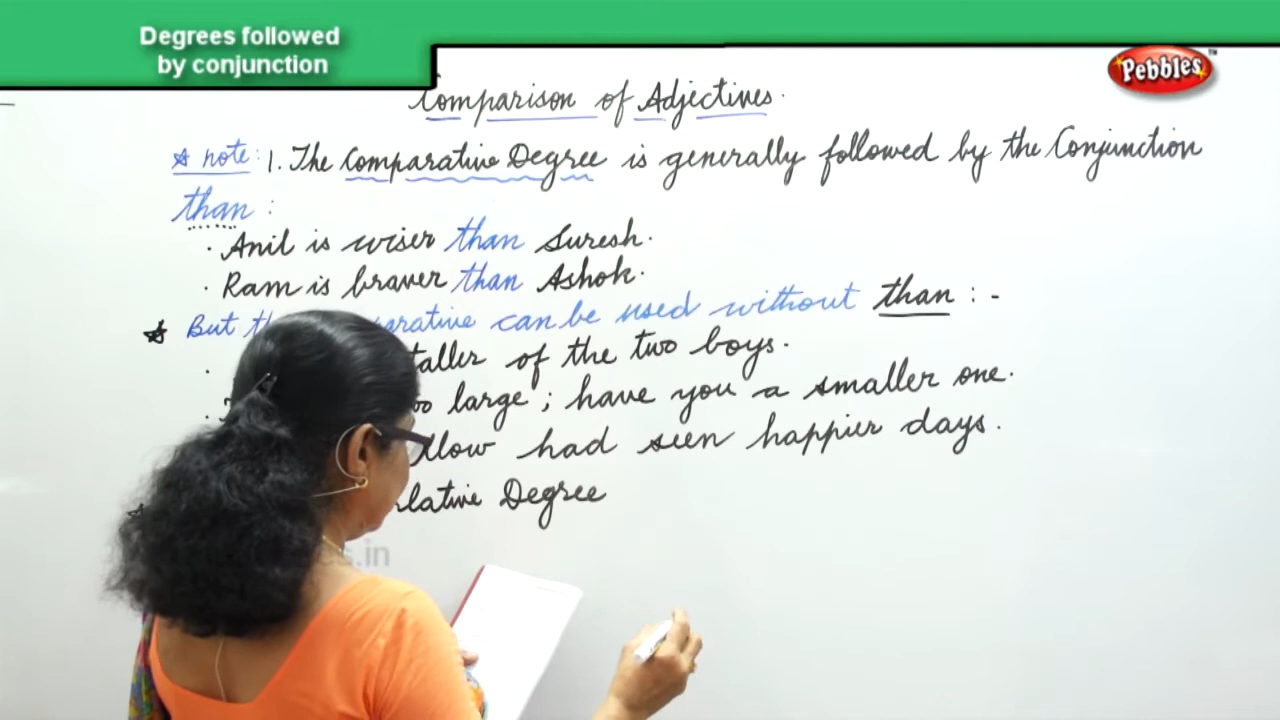 Degrees followed
by conjunction
Pebbles
TM
Comparison of Adjectives.
A note: 1. The Comparative Degree is generally followed by the Conjunction
than :
· Anil is wiser than Suresh.
· Ram is braver than Ashok.
But can be used without than : -
taller of the two boys.
large ; have you a smaller one.
had seen happier days.
Degree
.in